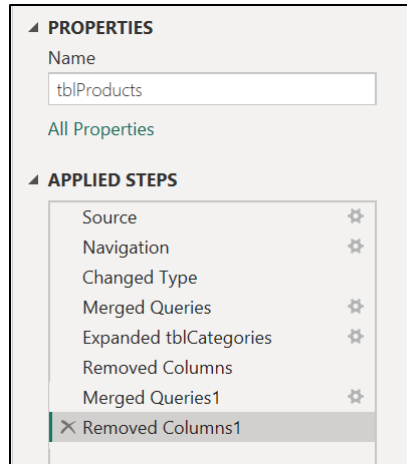 PROPERTIES
Name
tblProducts
All Properties
APPLIED STEPS
Source
Navigation
Changed Type
Merged Queries
Expanded tblCategories
Removed Columns
Merged Queries1
Removed Columns1